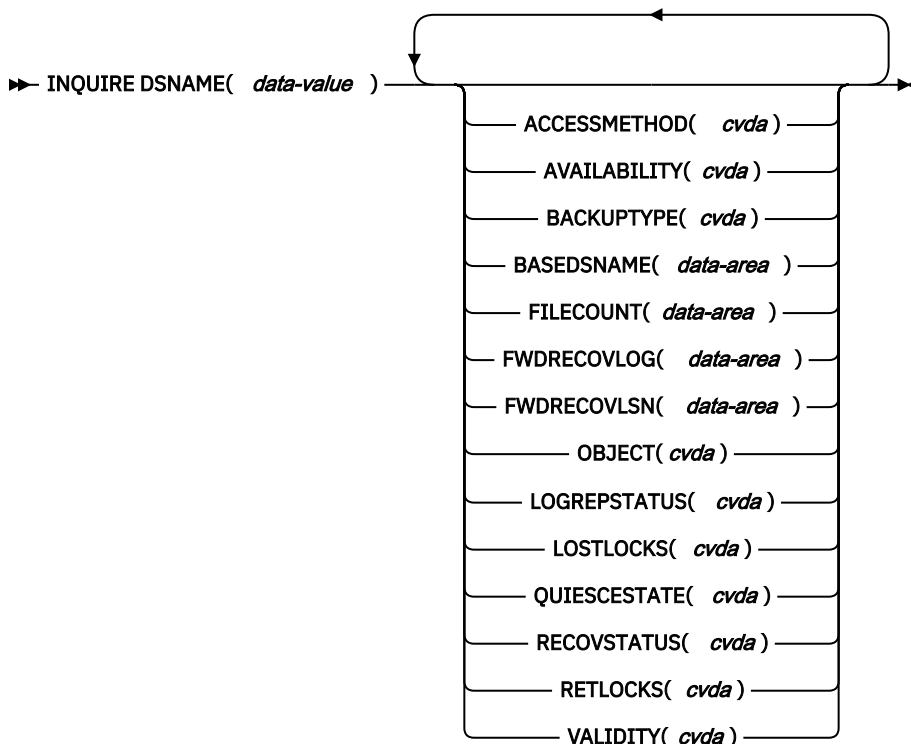 INQUIRE DSNAME( data-value )
ACCESSMETHOD( cvda )
AVAILABILITY( cvda )
BACKUPTYPE( cvda )
BASEDSNAME( data-area )
FILECOUNT( data-area )
FWDRECOVLOG( data-area )
FWDRECOVLSN( data-area )
OBJECT( cvda )
LOGREPSTATUS( cvda )
LOSTLOCKS( cvda )
QUIESCESTATE( cvda )
RECOVSTATUS( cvda )
RETLOCKS( cvda )
VALIDITY( cvda )